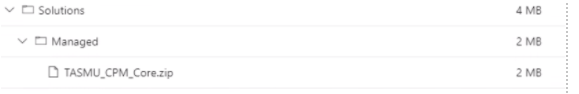 Solutions 4 MB
Managed 2 MB
TASMU_CPM_Core.zip 2 MB